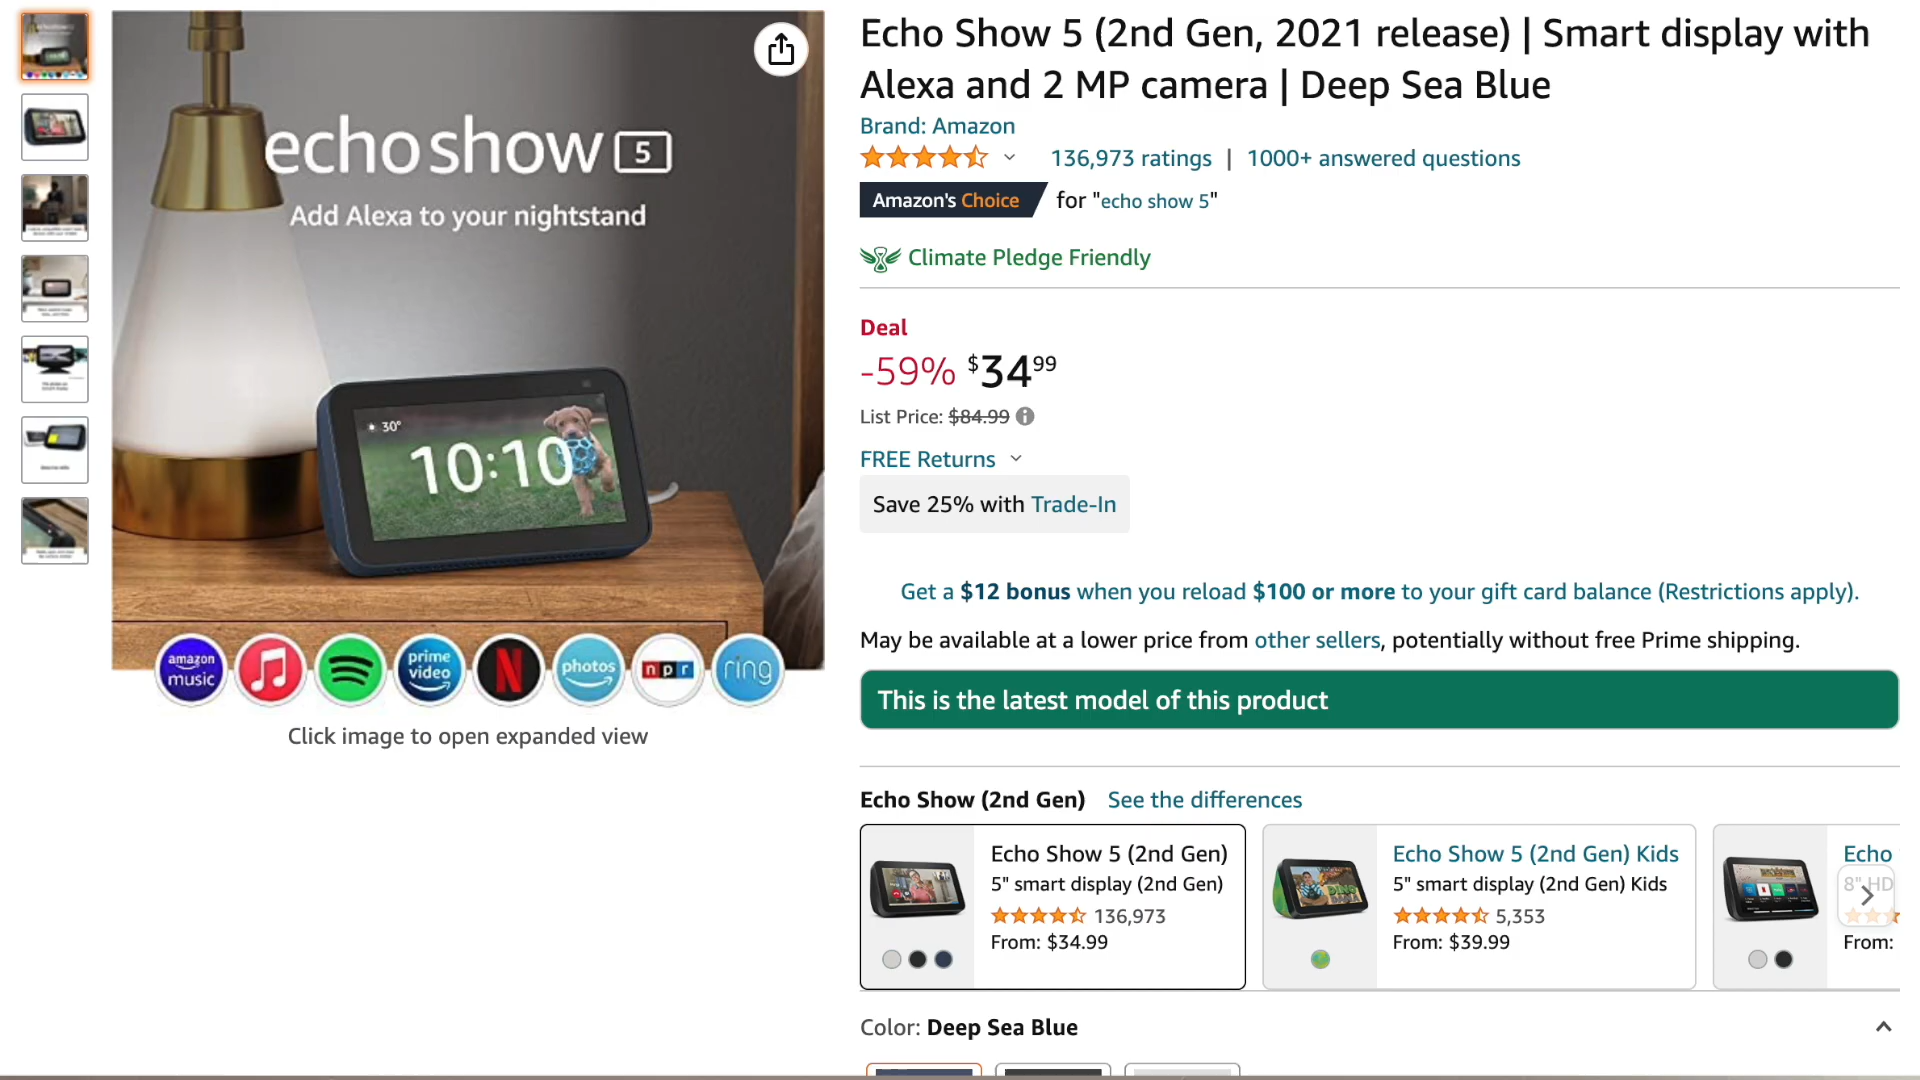 echo show 5
Add Alexa to your nightstand
30°
10:10
amazon music
prime video
N
photos
npr
ring
Click image to open expanded view
Echo Show 5 (2nd Gen, 2021 release) | Smart display with
Alexa and 2 MP camera | Deep Sea Blue
Brand: Amazon
136,973 ratings | 1000+ answered questions
Amazon's Choice for "echo show 5"
Climate Pledge Friendly
Deal
-59% $34 99
List Price: $84.99
FREE Returns
Save 25% with Trade-In
Get a $12 bonus when you reload $100 or more to your gift card balance (Restrictions apply).
May be available at a lower price from other sellers, potentially without free Prime shipping.
This is the latest model of this product
Echo Show (2nd Gen) See the differences
Echo Show 5 (2nd Gen)
5" smart display (2nd Gen)
136,973
From: $34.99
Echo Show 5 (2nd Gen) Kids
5" smart display (2nd Gen) Kids
5,353
From: $39.99
Echo
8" HD
From:
Color: Deep Sea Blue